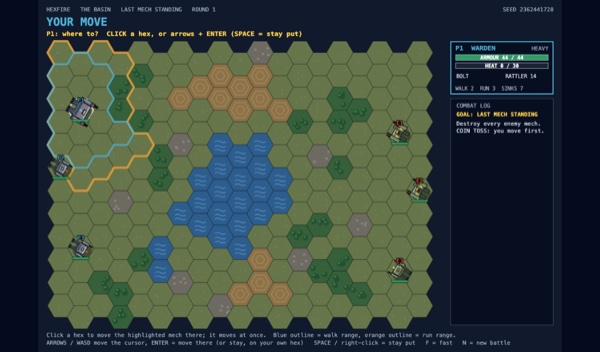 HEXFIRE THE BASIN LAST MECH STANDING ROUND 1
SEED 2362441728
YOUR MOVE
P1: where to? CLICK a hex, or arrows + ENTER (SPACE = stay put)
P1 WARDEN HEAVY
ARMOUR 44 / 44
HEAT 0 / 30
BOLT RATTLER 14
WALK 2 RUN 3 SINKS 7
COMBAT LOG
GOAL: LAST MECH STANDING
Destroy every enemy mech.
COIN TOSS: you move first.
Click a hex to move the highlighted mech there; it moves at once. Blue outline = walk range, orange outline = run range.
ARROWS / WASD move the cursor, ENTER = move there (or stay, on your own hex) SPACE / right-click = stay put F = fast N = new battle